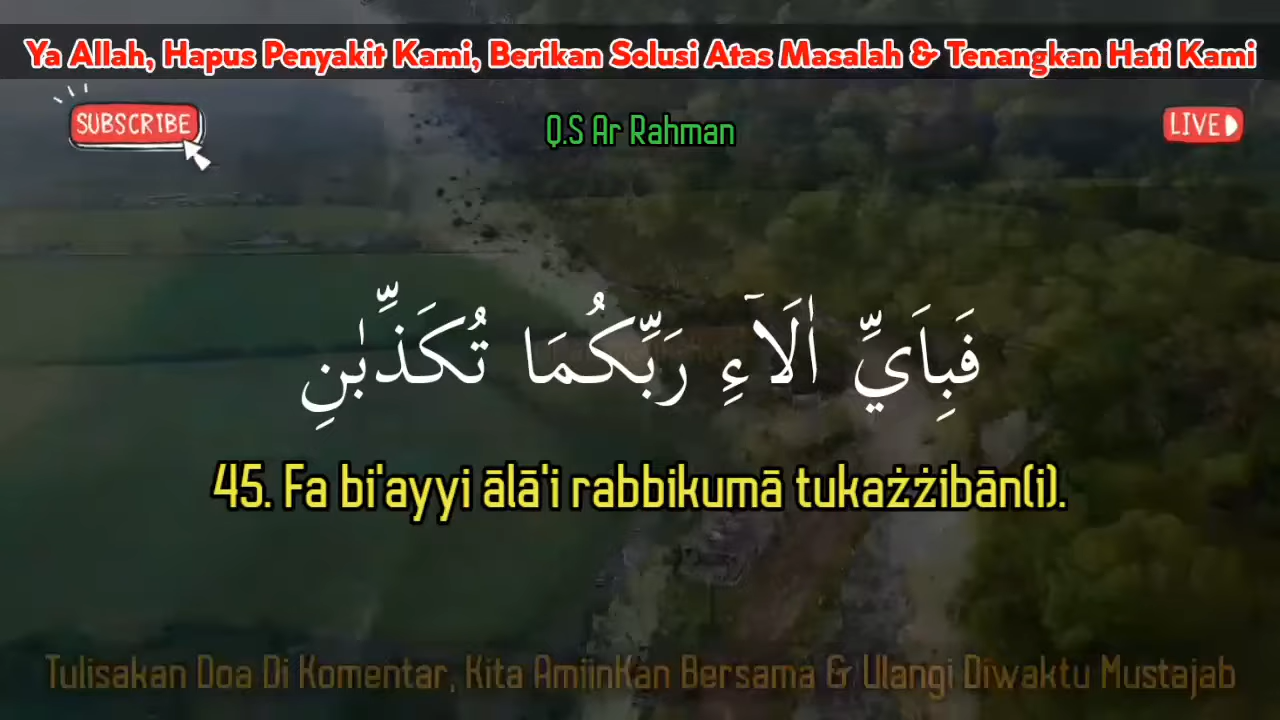 Ya Allah, Hapus Penyakit Kami, Berikan Solusi Atas Masalah & Tenangkan Hati Kami
SUBSCRIBE
Q.S Ar Rahman
LIVE
فَبِاَيِّ اٰلَاۤءِ رَبِّكُمَا تُكَذِّبٰنِ
45. Fa bi'ayyi ālā'i rabbikumā tukażżibān(i).
Tulisakan Doa Di Komentar, Kita AmiinKan Bersama & Ulangi Diwaktu Mustajab